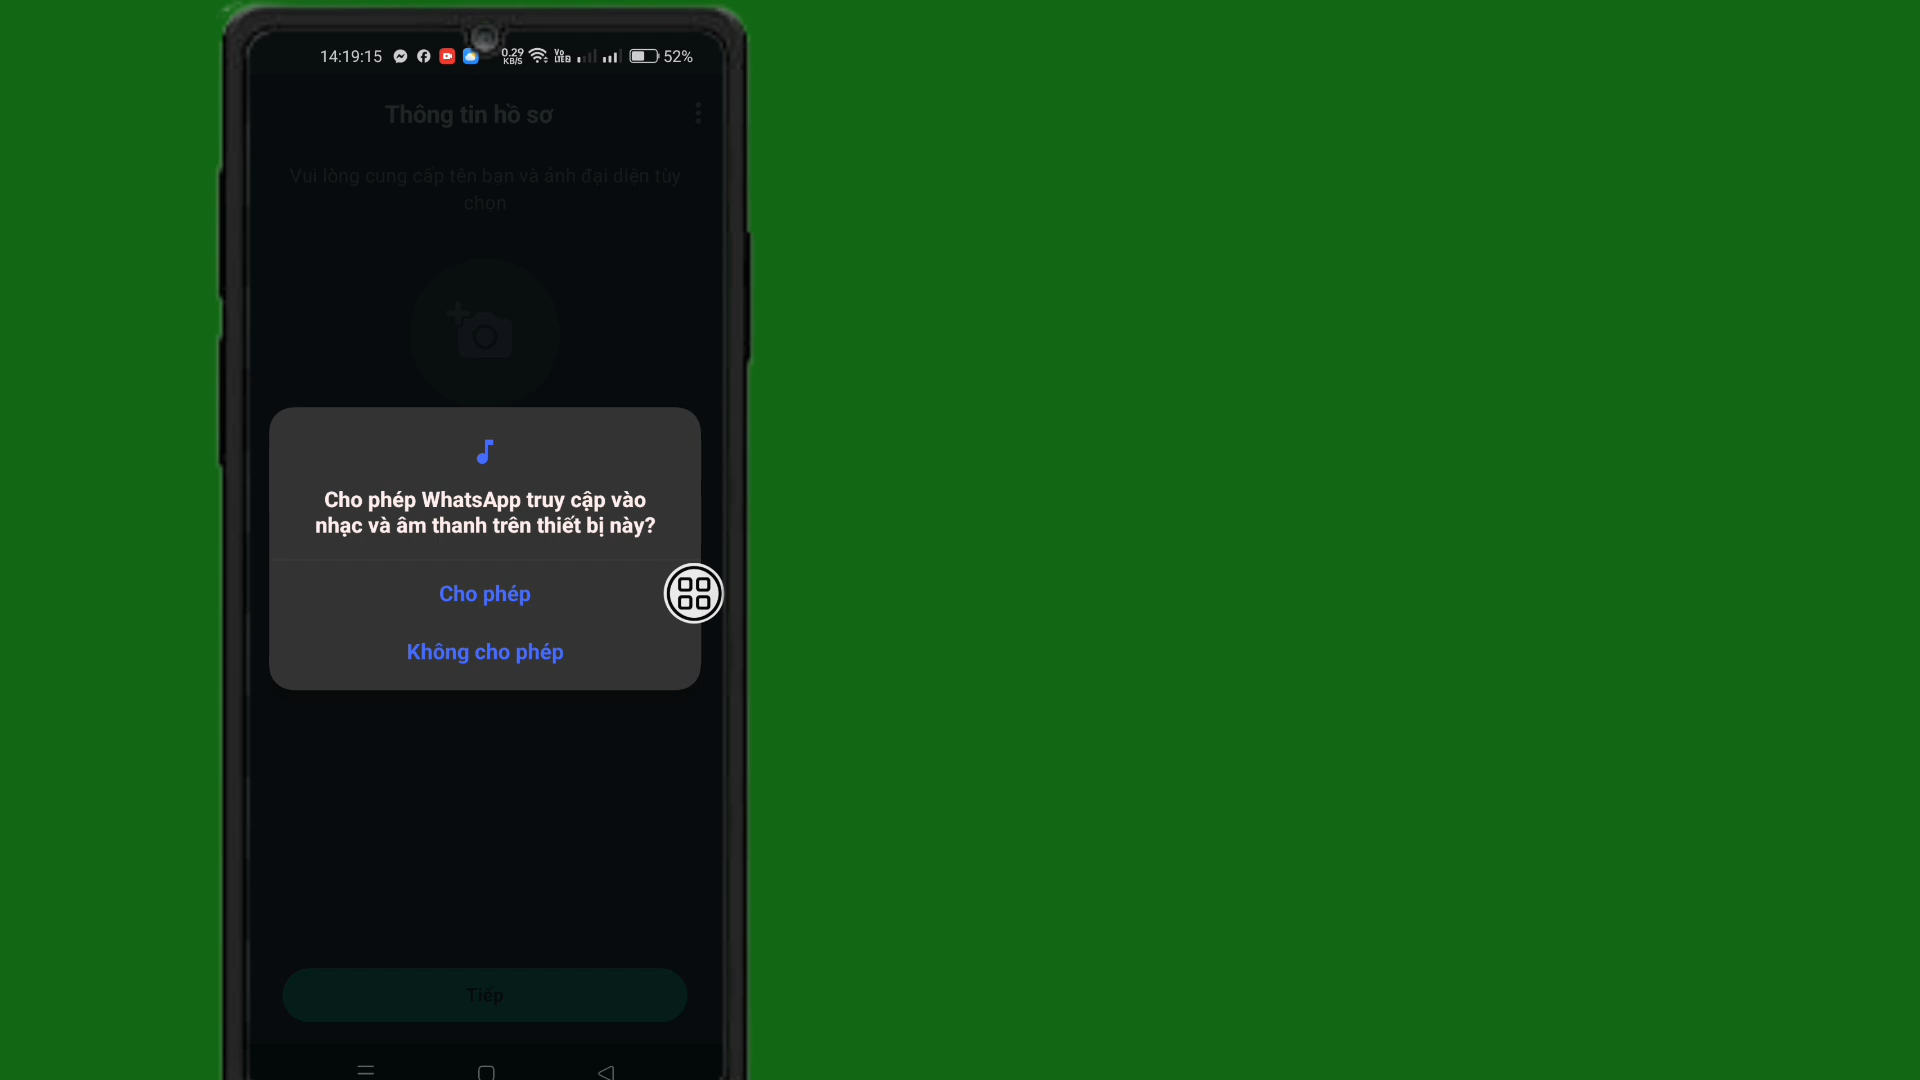 14:19:15 0.29 KB/S Vo LTE2 52%
Thông tin hồ sơ
Vui lòng cung cấp tên bạn và ảnh đại diện tùy
chọn
Cho phép WhatsApp truy cập vào
nhạc và âm thanh trên thiết bị này?
Cho phép
Không cho phép
Tiếp